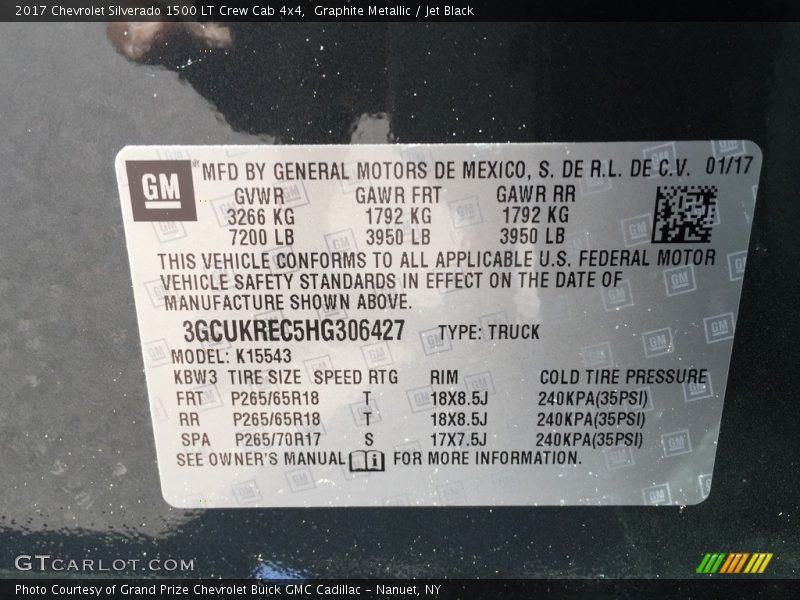 2017 Chevrolet Silverado 1500 LT Crew Cab 4x4,  Graphite Metallic / Jet Black
GM
MFD BY GENERAL MOTORS DE MEXICO, S. DE R.L. DE C.V. 01/17
GVWR GAWR FRT GAWR RR
3266 KG 1792 KG 1792 KG
7200 LB 3950 LB 3950 LB
THIS VEHICLE CONFORMS TO ALL APPLICABLE U.S. FEDERAL MOTOR
VEHICLE SAFETY STANDARDS IN EFFECT ON THE DATE OF
MANUFACTURE SHOWN ABOVE.
3GCUKREC5HG306427 TYPE: TRUCK
MODEL: K15543
KBW3 TIRE SIZE SPEED RTG RIM COLD TIRE PRESSURE
FRT P265/65R18 T 18X8.5J 240KPA(35PSI)
RR P265/65R18 T 18X8.5J 240KPA(35PSI)
SPA P265/70R17 S 17X7.5J 240KPA(35PSI)
SEE OWNER'S MANUAL FOR MORE INFORMATION.
GTCARLOT.COM
Photo Courtesy of Grand Prize Chevrolet Buick GMC Cadillac – Nanuet, NY